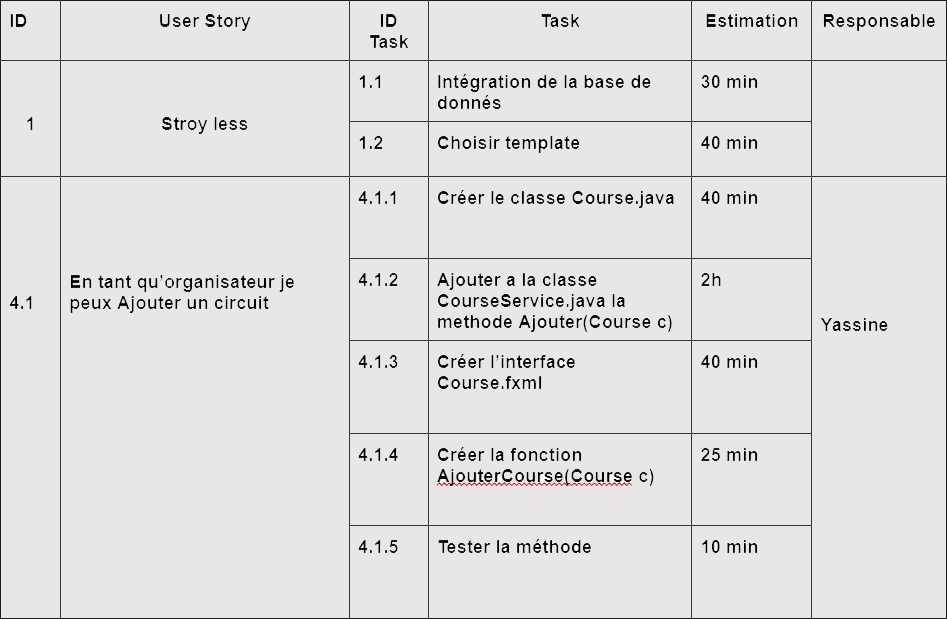 ID User Story ID Task Estimation Responsable
Task
1.1 Intégration de la base de 30 min
donnés
1 Stroy less
1.2 Choisir template 40 min
4.1.1 Créer le classe Course.java 40 min
4.1 En tant qu’organisateur je
peux Ajouter un circuit
4.1.2 Ajouter a la classe 2h
CourseService.java la
methode Ajouter(Course c)
Yassine
4.1.3 Créer l’interface 40 min
Course.fxml
4.1.4 Créer la fonction 25 min
AjouterCourse(Course c)
4.1.5 Tester la méthode 10 min